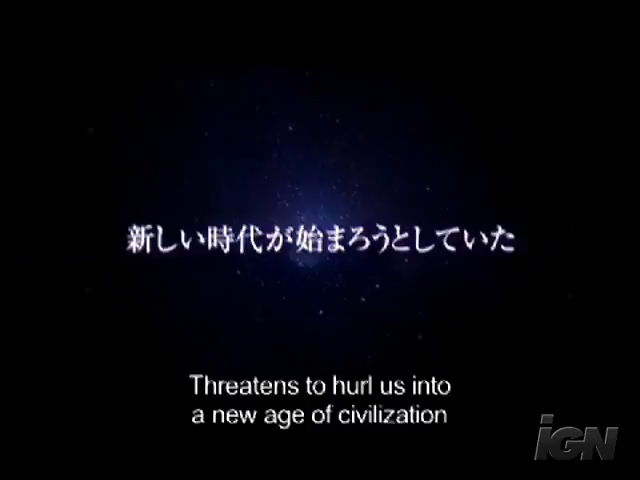 新しい時代が始まろうとしていた
Threatens to hurl us into
a new age of civilization
iGN